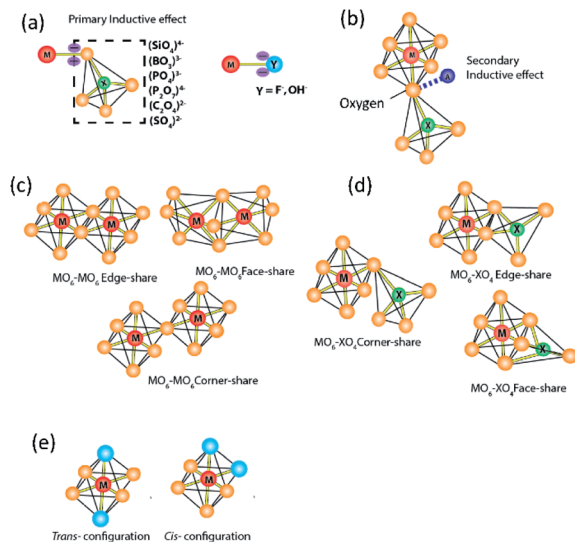 (a)
Primary Inductive effect
M
X
(SiO₄)⁴⁻
(BO₃)³⁻
(PO₄)³⁻
(P₂O₇)⁴⁻
(C₂O₄)²⁻
(SO₄)²⁻
M
Y
Y = F⁻, OH⁻
(b)
M
A
Secondary
Inductive effect
Oxygen
X
(c)
M M
MO₆-MO₆ Edge-share
M M
MO₆-MO₆ Face-share
M M
MO₆-MO₆ Corner-share
(d)
M X
MO₆-XO₄ Edge-share
M X
MO₆-XO₄ Corner-share
M X
MO₆-XO₄ Face-share
(e)
M
Trans- configuration
,
M
Cis- configuration
.